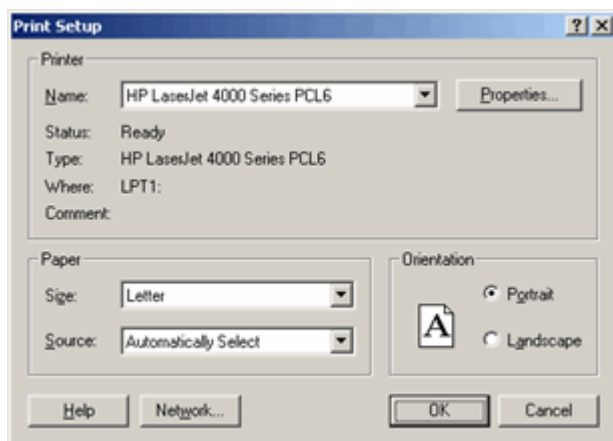 Print Setup
Printer
Name: HP LaserJet 4000 Series PCL6 Properties...
Status: Ready
Type: HP LaserJet 4000 Series PCL6
Where: LPT1:
Comment:
Paper
Size: Letter
Source: Automatically Select
Orientation
A
Portrait
Landscape
Help Network... OK Cancel